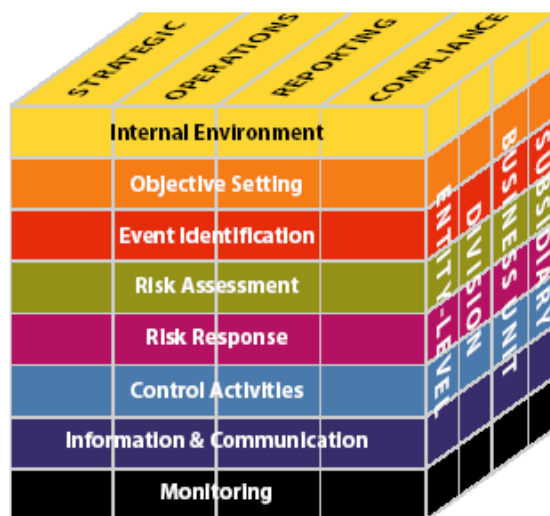 STRATEGIC
OPERATIONS
REPORTING
COMPLIANCE
Internal Environment
Objective Setting
Event Identification
Risk Assessment
Risk Response
Control Activities
Information & Communication
Monitoring
ENTITY-LEVEL
DIVISION
BUSINESS UNIT
SUBSIDIARY